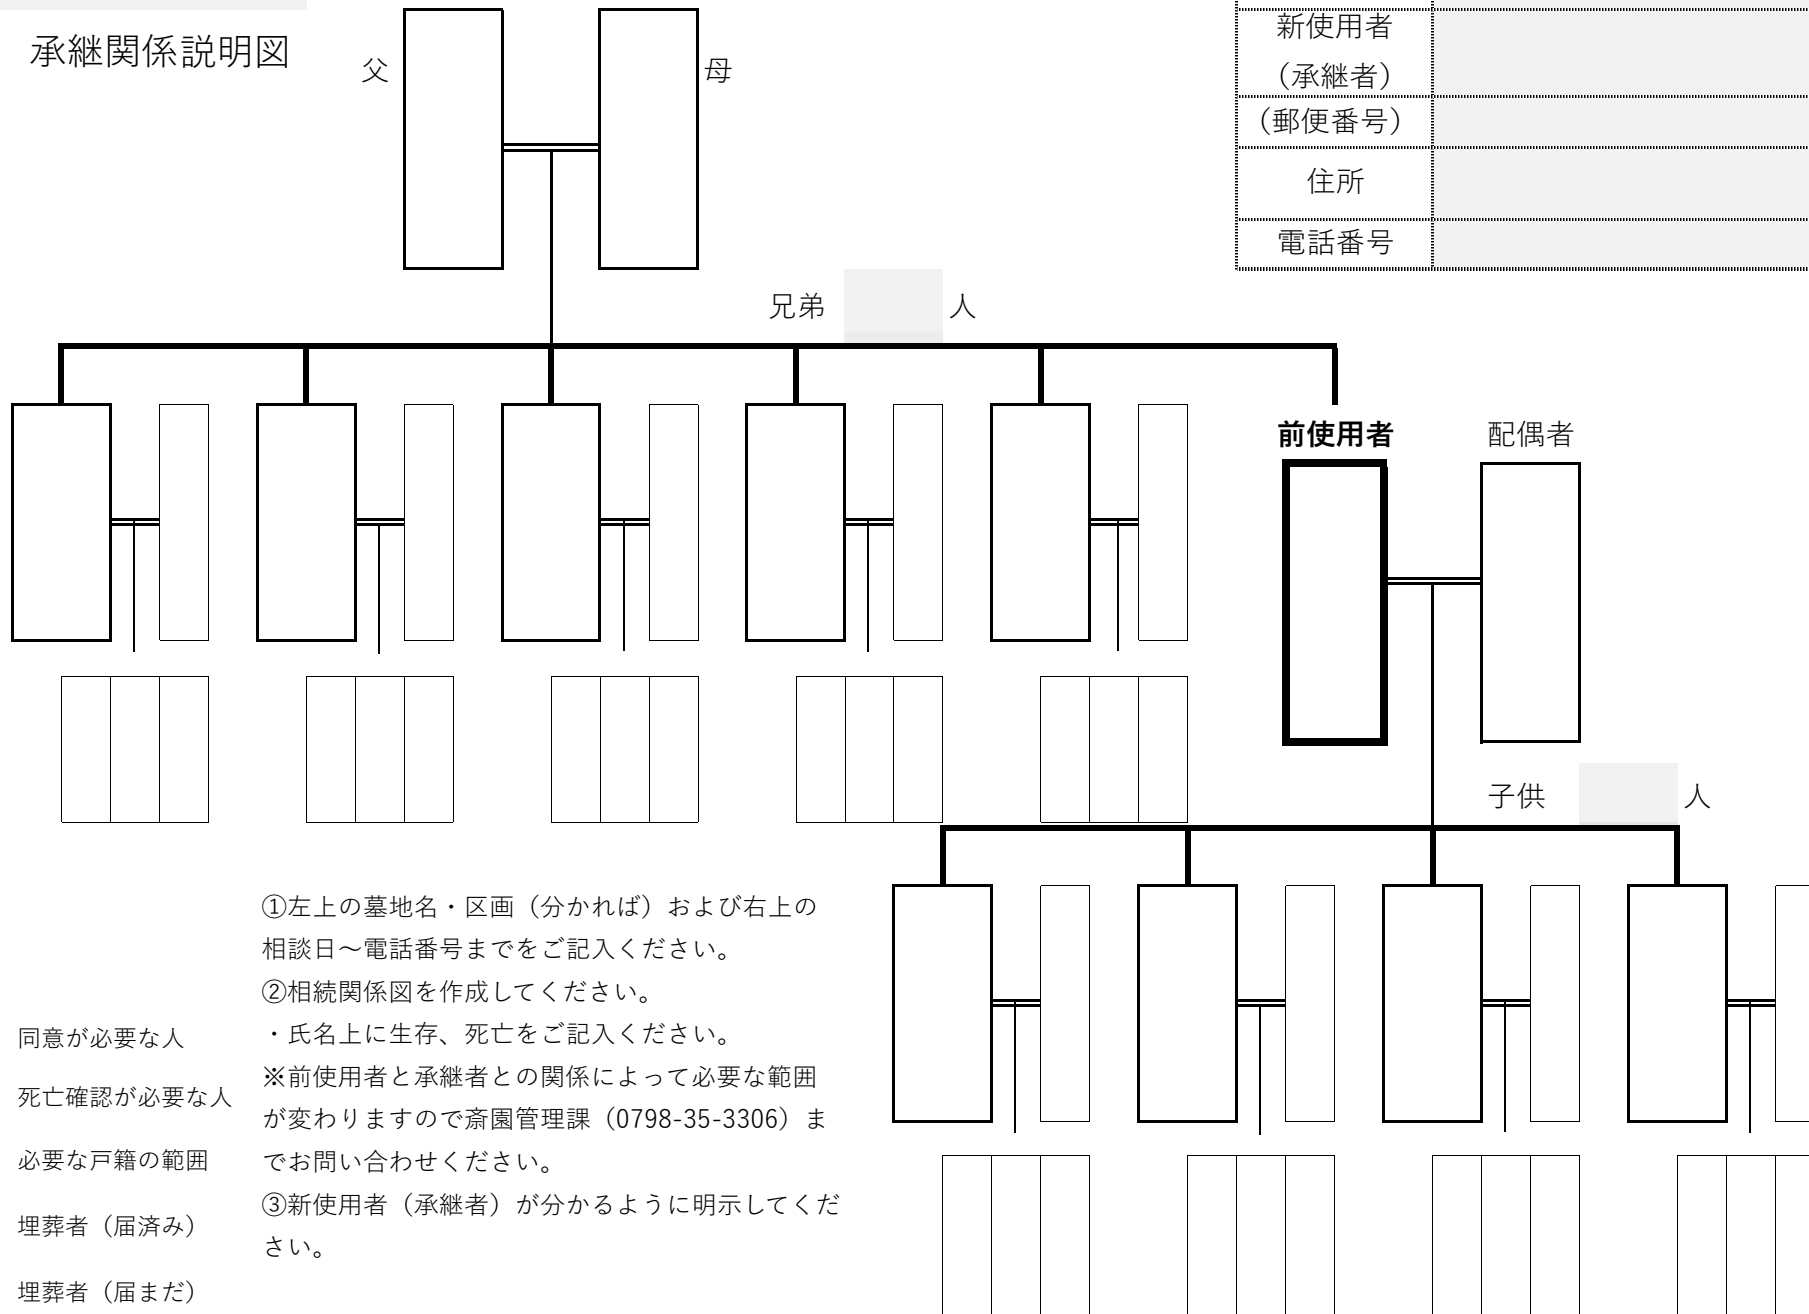 承継関係説明図
父
母
新使用者
（承継者）
（郵便番号）
住所
電話番号
兄弟
人
前使用者
配偶者
子供
人
①左上の墓地名・区画（分かれば）および右上の
相談日～電話番号までをご記入ください。
②相続関係図を作成してください。
・氏名上に生存、死亡をご記入ください。
※前使用者と承継者との関係によって必要な範囲
が変わりますので斎園管理課（0798-35-3306）ま
でお問い合わせください。
③新使用者（承継者）が分かるように明示してくだ
さい。
同意が必要な人
死亡確認が必要な人
必要な戸籍の範囲
埋葬者（届済み）
埋葬者（届まだ）